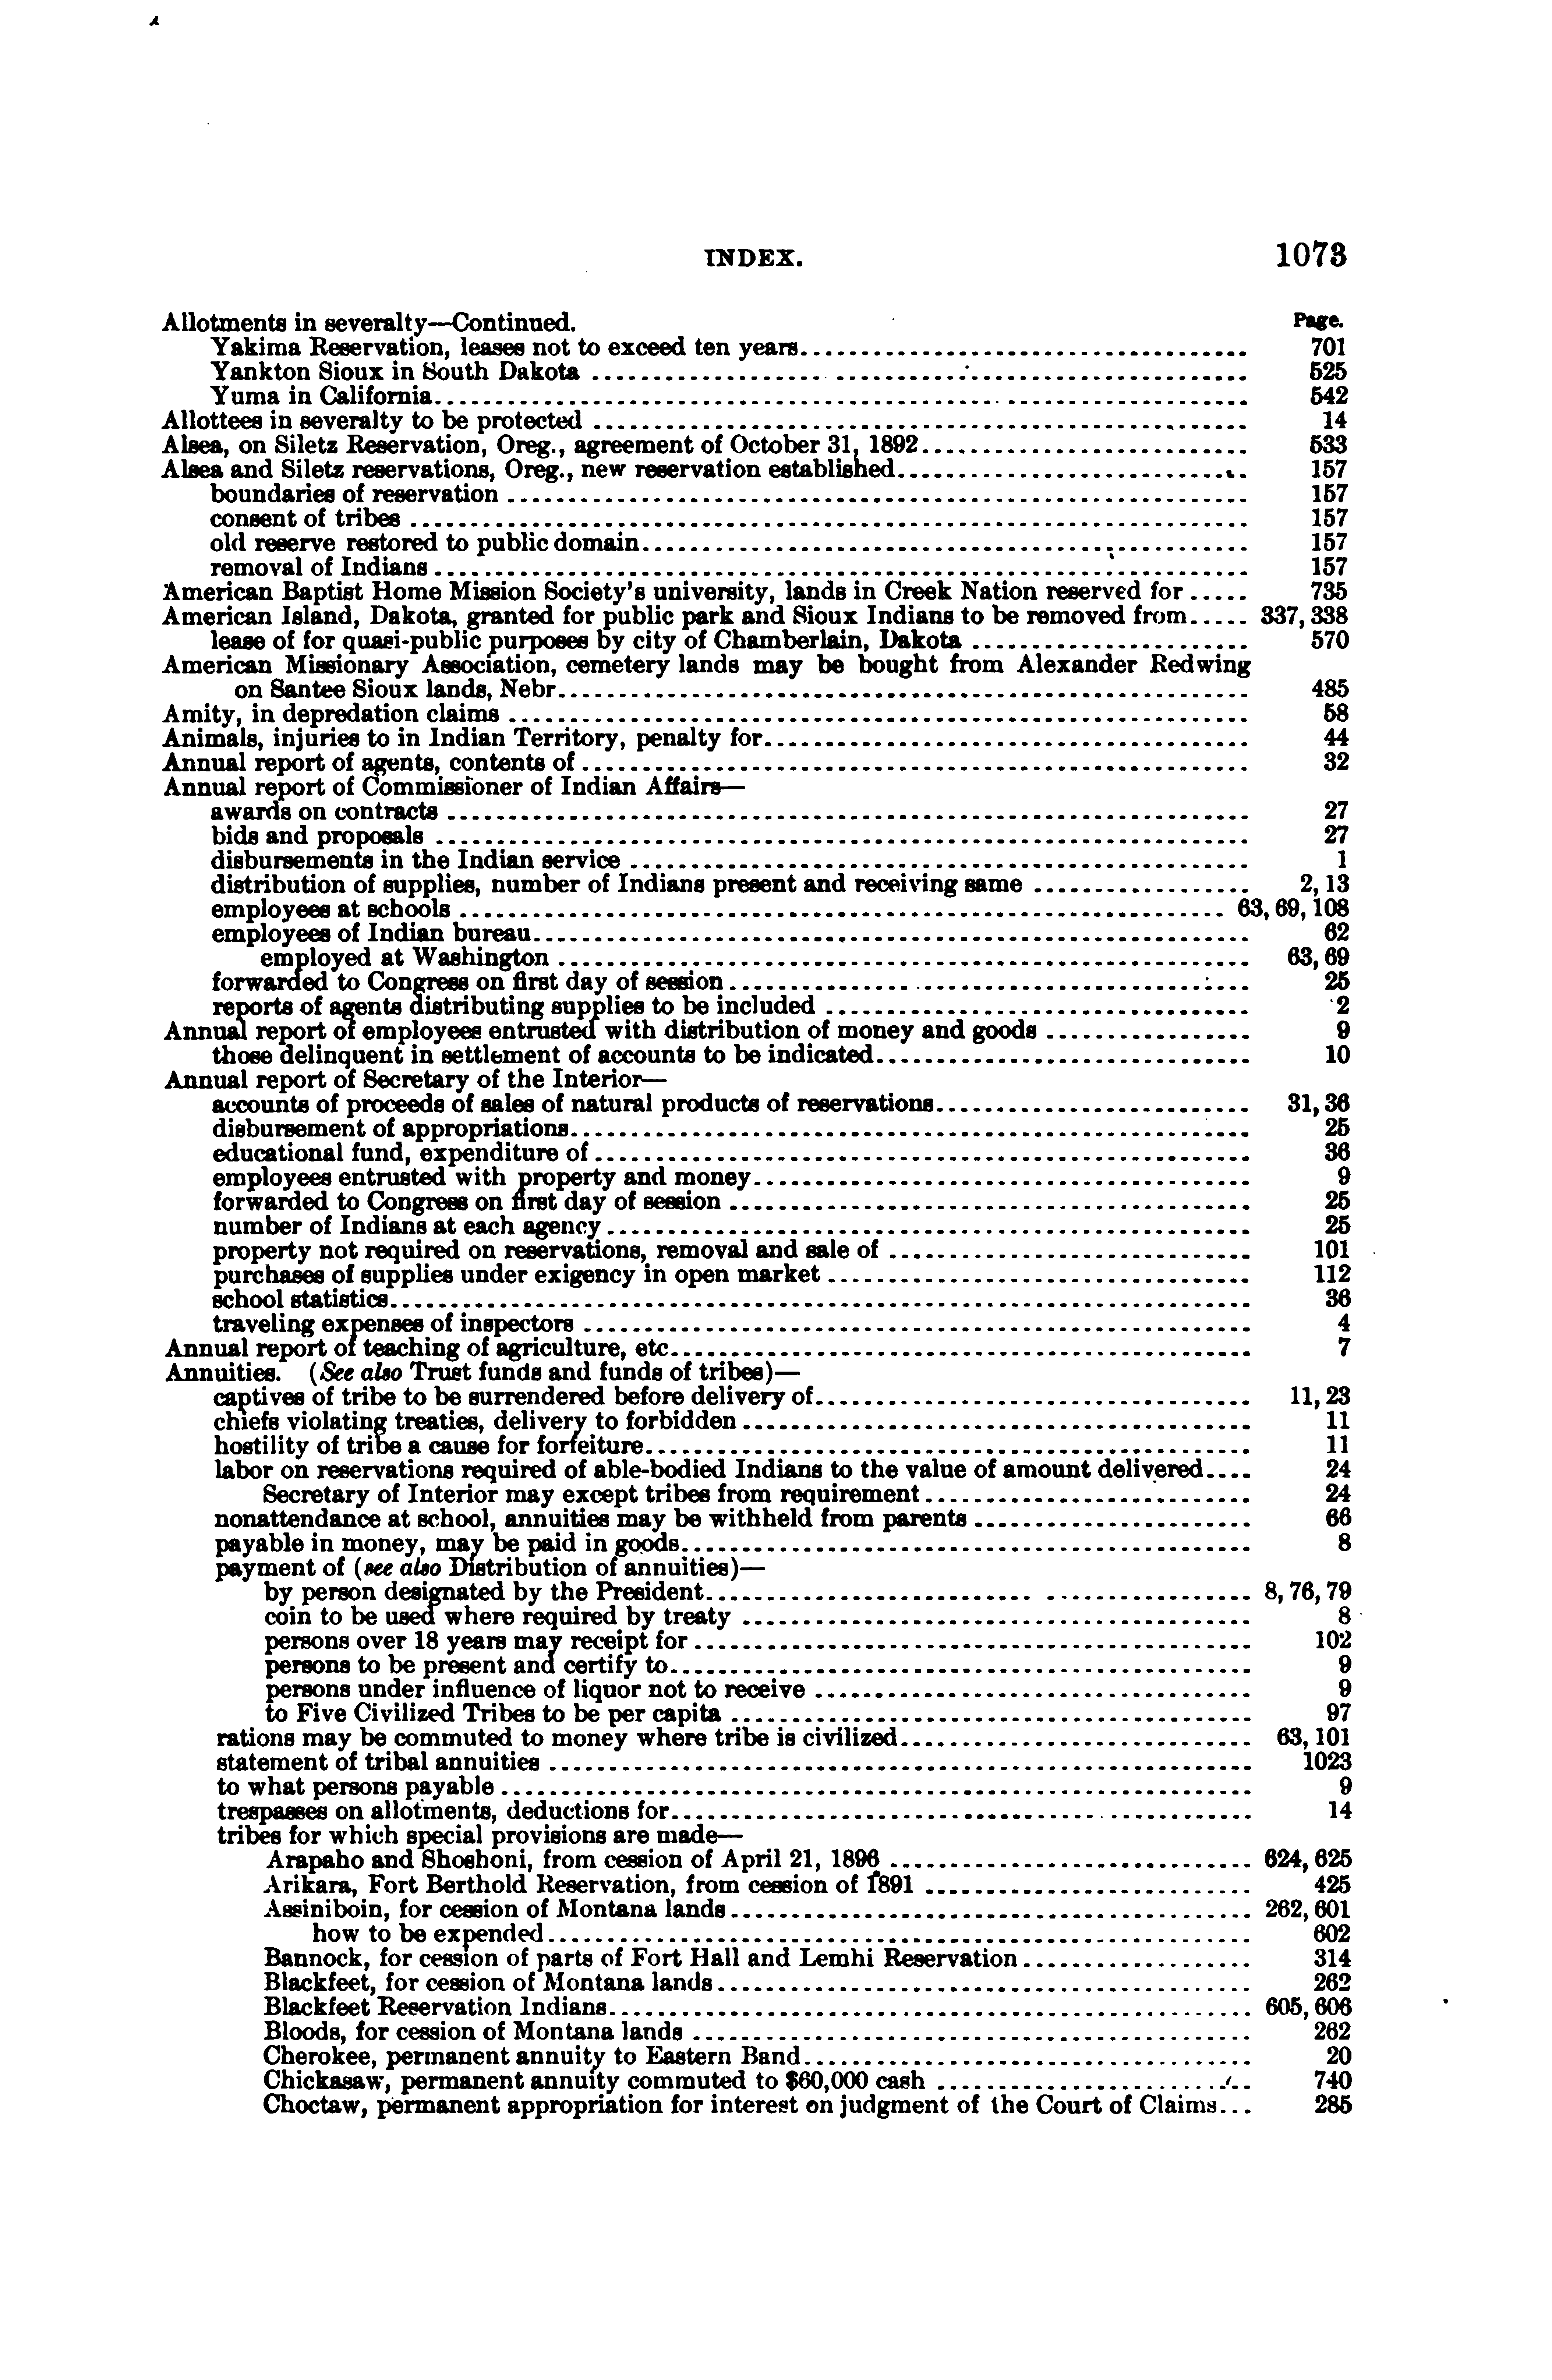 INDEX. 1073
Allotments in severalty—Continued. Page.
Yakima Reservation, leases not to exceed ten years 701
Yankton Sioux in South Dakota 525
Yuma in California 542
Allottees in severalty to be protected 14
Alsea, on Siletz Reservation, Oreg., agreement of October 31, 1892 533
Alsea and Siletz reservations, Oreg., new reservation established 157
boundaries of reservation 157
consent of tribes 157
old reserve restored to public domain 157
removal of Indians 157
American Baptist Home Mission Society's university, lands in Creek Nation reserved for 735
American Island, Dakota, granted for public park and Sioux Indians to be removed from 337, 338
lease of for quasi-public purposes by city of Chamberlain, Dakota 570
American Missionary Association, cemetery lands may be bought from Alexander Redwing
on Santee Sioux lands, Nebr 485
Amity, in depredation claims 58
Animals, injuries to in Indian Territory, penalty for 44
Annual report of agents, contents of 32
Annual report of Commissioner of Indian Affairs—
awards on contracts 27
bids and proposals 27
disbursements in the Indian service 1
distribution of supplies, number of Indians present and receiving same 2, 13
employees at schools 63, 69, 108
employees of Indian bureau 62
employed at Washington 63, 69
forwarded to Congress on first day of session 25
reports of agents distributing supplies to be included 2
Annual report of employees entrusted with distribution of money and goods 9
those delinquent in settlement of accounts to be indicated 10
Annual report of Secretary of the Interior—
accounts of proceeds of sales of natural products of reservations 31, 36
disbursement of appropriations 25
educational fund, expenditure of 36
employees entrusted with property and money 9
forwarded to Congress on first day of session 25
number of Indians at each agency 25
property not required on reservations, removal and sale of 101
purchases of supplies under exigency in open market 112
school statistics 36
traveling expenses of inspectors 4
Annual report of teaching of agriculture, etc 7
Annuities. (See also Trust funds and funds of tribes)—
captives of tribe to be surrendered before delivery of 11, 23
chiefs violating treaties, delivery to forbidden 11
hostility of tribe a cause for forfeiture 11
labor on reservations required of able-bodied Indians to the value of amount delivered 24
Secretary of Interior may except tribes from requirement 24
nonattendance at school, annuities may be withheld from parents 66
payable in money, may be paid in goods 8
payment of (see also Distribution of annuities)—
by person designated by the President 8, 76, 79
coin to be used where required by treaty 8
persons over 18 years may receipt for 102
persons to be present and certify to 9
persons under influence of liquor not to receive 9
to Five Civilized Tribes to be per capita 97
rations may be commuted to money where tribe is civilized 63, 101
statement of tribal annuities 1023
to what persons payable 9
trespasses on allotments, deductions for 14
tribes for which special provisions are made—
Arapaho and Shoshoni, from cession of April 21, 1896 624, 625
Arikara, Fort Berthold Reservation, from cession of 1891 425
Assiniboin, for cession of Montana lands 262, 601
how to be expended 602
Bannock, for cession of parts of Fort Hall and Lemhi Reservation 314
Blackfeet, for cession of Montana lands 262
Blackfeet Reservation Indians 605, 606
Bloods, for cession of Montana lands 262
Cherokee, permanent annuity to Eastern Band 20
Chickasaw, permanent annuity commuted to $60,000 cash 740
Choctaw, permanent appropriation for interest on judgment of the Court of Claims 285